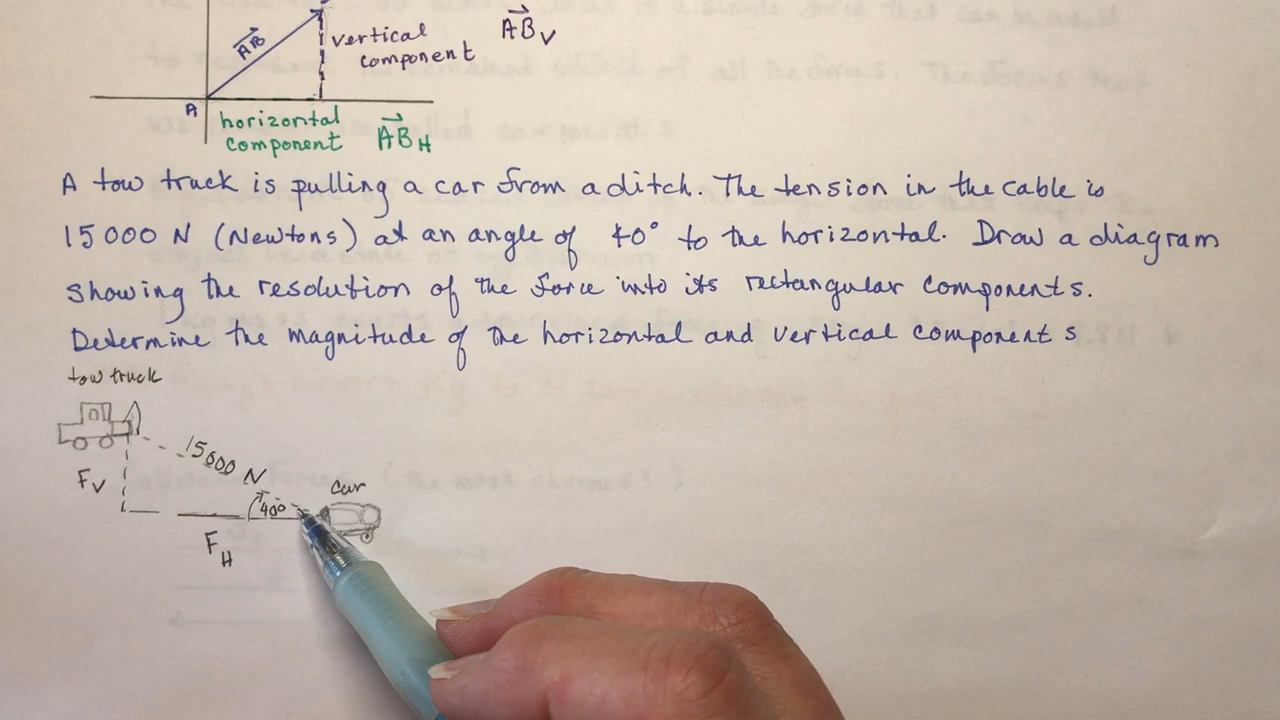 AB
vertical component
AB V
A
horizontal component
AB H
A tow truck is pulling a car from a ditch. The tension in the cable is
15000 N (Newtons) at an angle of 40° to the horizontal. Draw a diagram
showing the resolution of the force into its rectangular components.
Determine the magnitude of the horizontal and vertical components
tow truck
15000 N
Fv
car
40°
FH